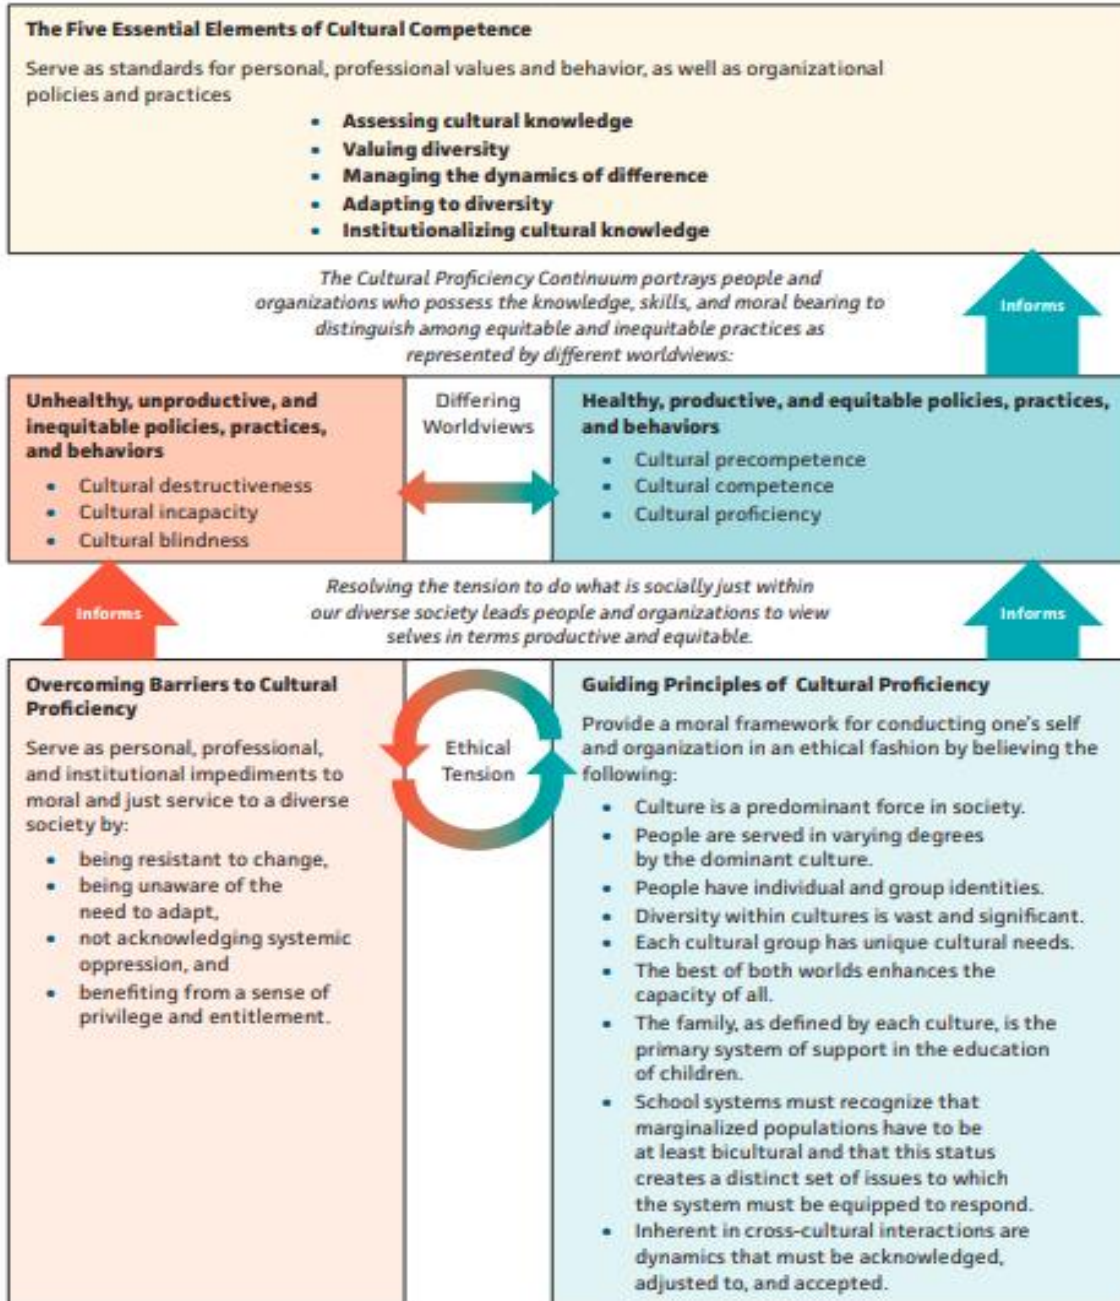 The Five Essential Elements of Cultural Competence
Serve as standards for personal, professional values and behavior, as well as organizational
policies and practices
• Assessing cultural knowledge
• Valuing diversity
• Managing the dynamics of difference
• Adapting to diversity
• Institutionalizing cultural knowledge
The Cultural Proficiency Continuum portrays people and
organizations who possess the knowledge, skills, and moral bearing to
distinguish among equitable and inequitable practices as
represented by different worldviews:
Informs
Unhealthy, unproductive, and
inequitable policies, practices,
and behaviors
• Cultural destructiveness
• Cultural incapacity
• Cultural blindness
Differing
Worldviews
Healthy, productive, and equitable policies, practices,
and behaviors
• Cultural precompetence
• Cultural competence
• Cultural proficiency
Informs
Resolving the tension to do what is socially just within
our diverse society leads people and organizations to view
selves in terms productive and equitable.
Informs
Overcoming Barriers to Cultural
Proficiency
Serve as personal, professional,
and institutional impediments to
moral and just service to a diverse
society by:
• being resistant to change,
• being unaware of the
need to adapt,
• not acknowledging systemic
oppression, and
• benefiting from a sense of
privilege and entitlement.
Ethical
Tension
Guiding Principles of Cultural Proficiency
Provide a moral framework for conducting one's self
and organization in an ethical fashion by believing the
following:
• Culture is a predominant force in society.
• People are served in varying degrees
by the dominant culture.
• People have individual and group identities.
• Diversity within cultures is vast and significant.
• Each cultural group has unique cultural needs.
• The best of both worlds enhances the
capacity of all.
• The family, as defined by each culture, is the
primary system of support in the education
of children.
• School systems must recognize that
marginalized populations have to be
at least bicultural and that this status
creates a distinct set of issues to which
the system must be equipped to respond.
• Inherent in cross-cultural interactions are
dynamics that must be acknowledged,
adjusted to, and accepted.